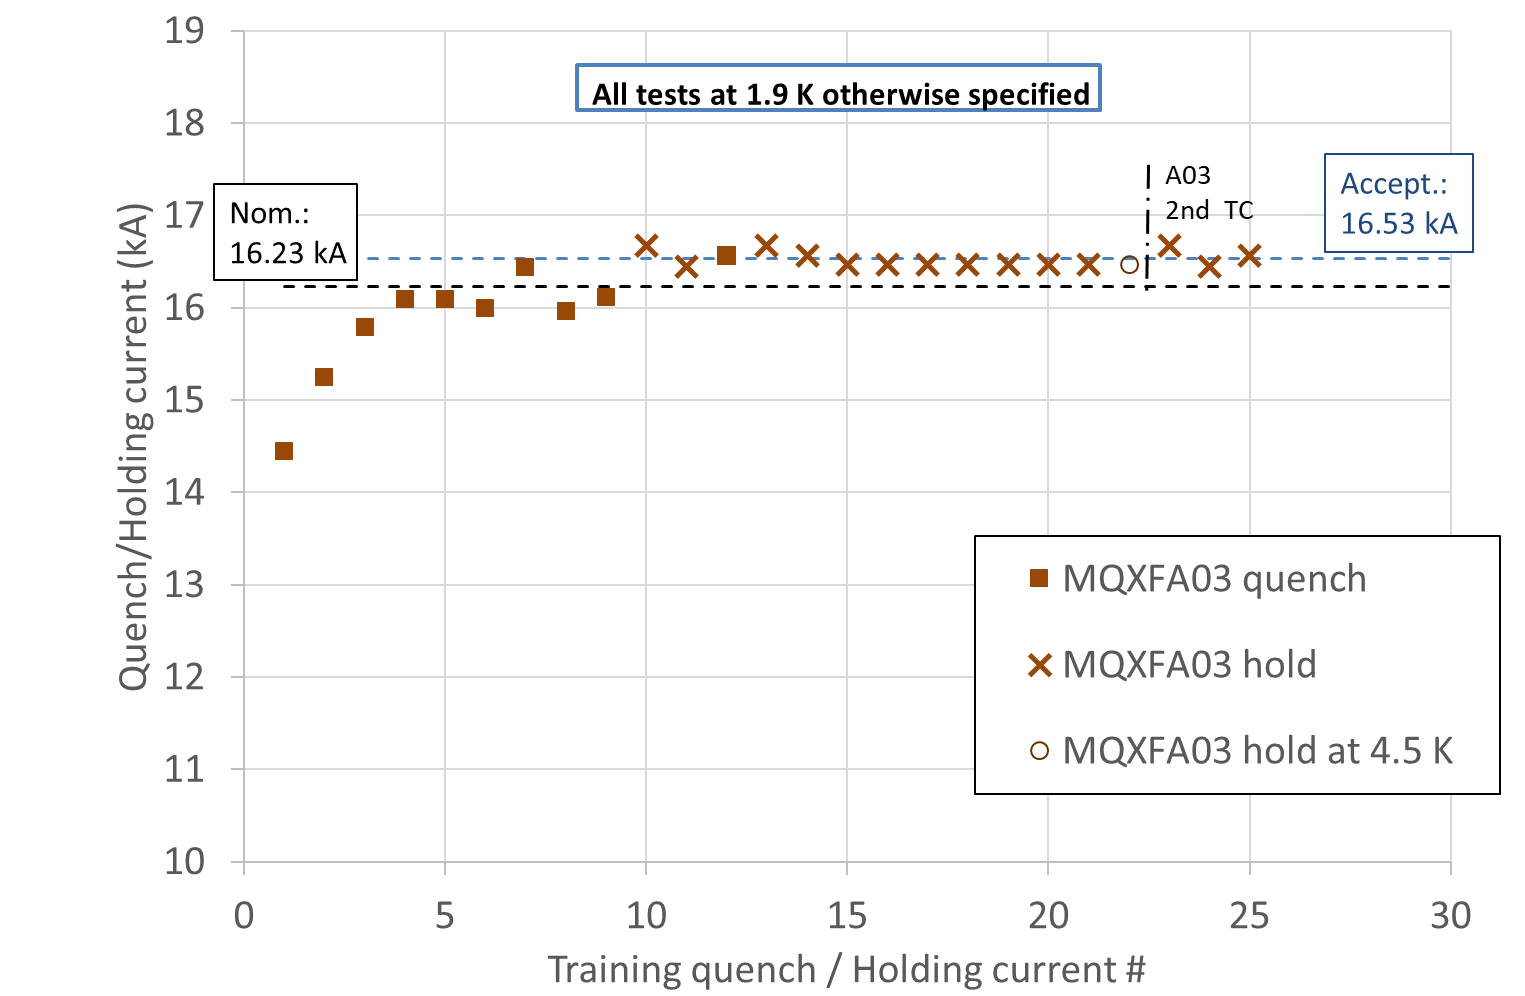 19
18
17
16
15
14
13
12
11
10
Quench/Holding current (kA)
All tests at 1.9 K otherwise specified
Nom.:
16.23 kA
A03
2nd TC
Accept.:
16.53 kA
MQXFA03 quench
MQXFA03 hold
MQXFA03 hold at 4.5 K
0 5 10 15 20 25 30
Training quench / Holding current #